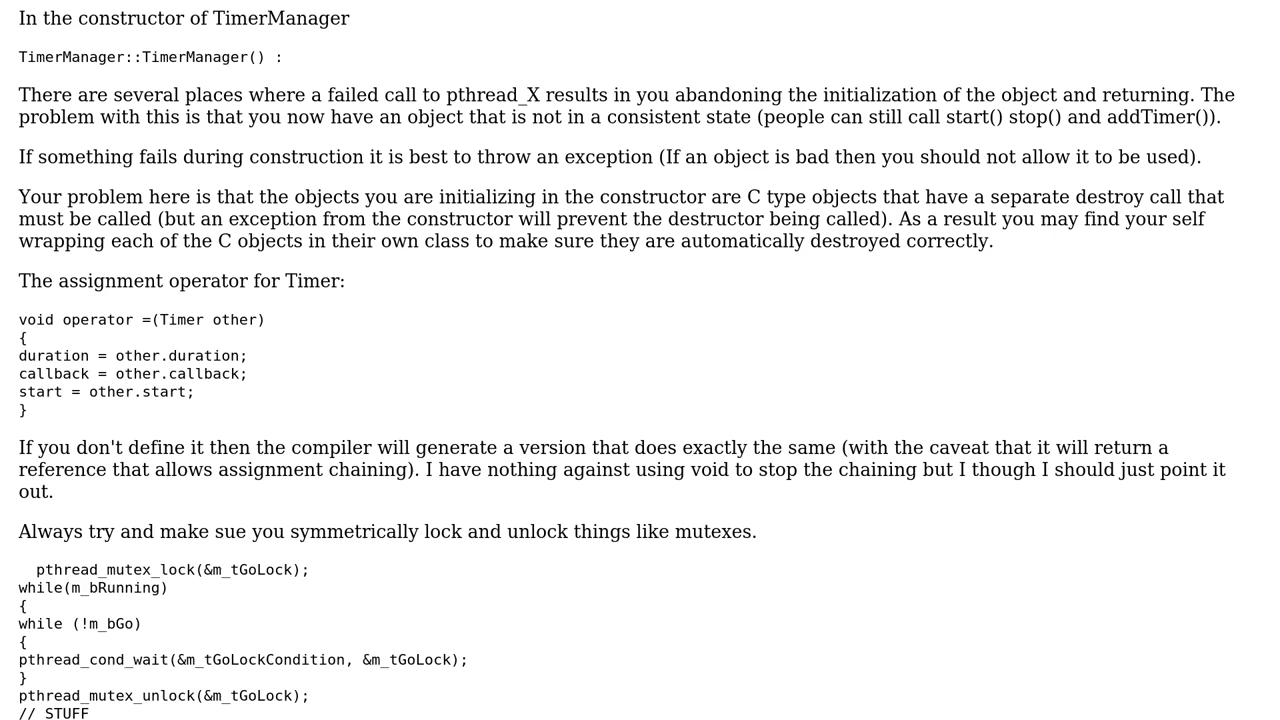 In the constructor of TimerManager
TimerManager::TimerManager() :
There are several places where a failed call to pthread_X results in you abandoning the initialization of the object and returning. The
problem with this is that you now have an object that is not in a consistent state (people can still call start() stop() and addTimer()).
If something fails during construction it is best to throw an exception (If an object is bad then you should not allow it to be used).
Your problem here is that the objects you are initializing in the constructor are C type objects that have a separate destroy call that
must be called (but an exception from the constructor will prevent the destructor being called). As a result you may find your self
wrapping each of the C objects in their own class to make sure they are automatically destroyed correctly.
The assignment operator for Timer:
void operator =(Timer other)
{
duration = other.duration;
callback = other.callback;
start = other.start;
}
If you don't define it then the compiler will generate a version that does exactly the same (with the caveat that it will return a
reference that allows assignment chaining). I have nothing against using void to stop the chaining but I though I should just point it
out.
Always try and make sue you symmetrically lock and unlock things like mutexes.
pthread_mutex_lock(&m_tGoLock);
while(m_bRunning)
{
while (!m_bGo)
{
pthread_cond_wait(&m_tGoLockCondition, &m_tGoLock);
}
pthread_mutex_unlock(&m_tGoLock);
// STUFF